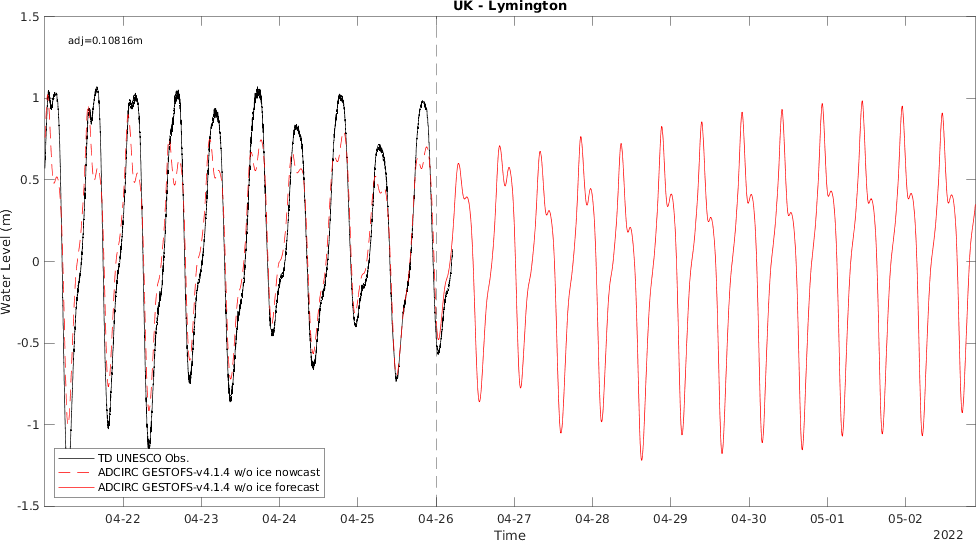 UK - Lymington
1.5
adj=0.10816m
1
0.5
0
-0.5
-1
-1.5
Water Level (m)
TD UNESCO Obs.
ADCIRC GESTOFS-v4.1.4 w/o ice nowcast
ADCIRC GESTOFS-v4.1.4 w/o ice forecast
04-22 04-23 04-24 04-25 04-26 04-27 04-28 04-29 04-30 05-01 05-02
Time
2022